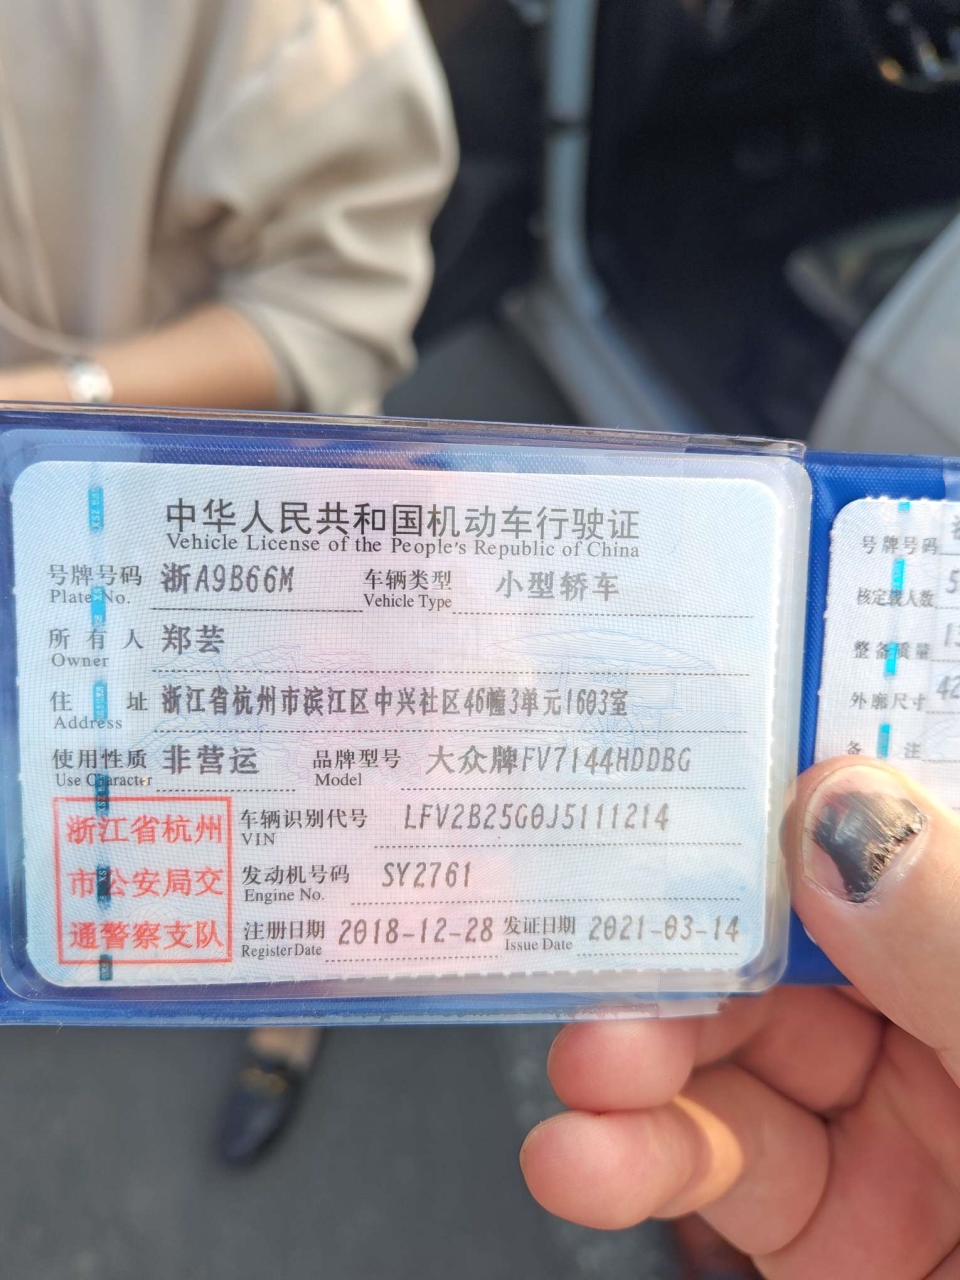 中华人民共和国机动车行驶证
Vehicle License of the People's Republic of China
号牌号码 浙A9B66M 车辆类型 小型轿车
Plate No. Vehicle Type
所有人 郑芸
Owner
住址 浙江省杭州市滨江区中兴社区46幢3单元1603室
Address
使用性质 非营运 品牌型号 大众牌FV7144HDDBG
Use Character Model
浙江省杭州
市公安局交
通警察支队
车辆识别代号 LFV2B25G0J5111214
VIN
发动机号码 SY2761
Engine No.
注册日期 2018-12-28 发证日期 2021-03-14
Register Date Issue Date
号牌号码
核定载人数 5
整备质量 13
外廓尺寸 42
备注